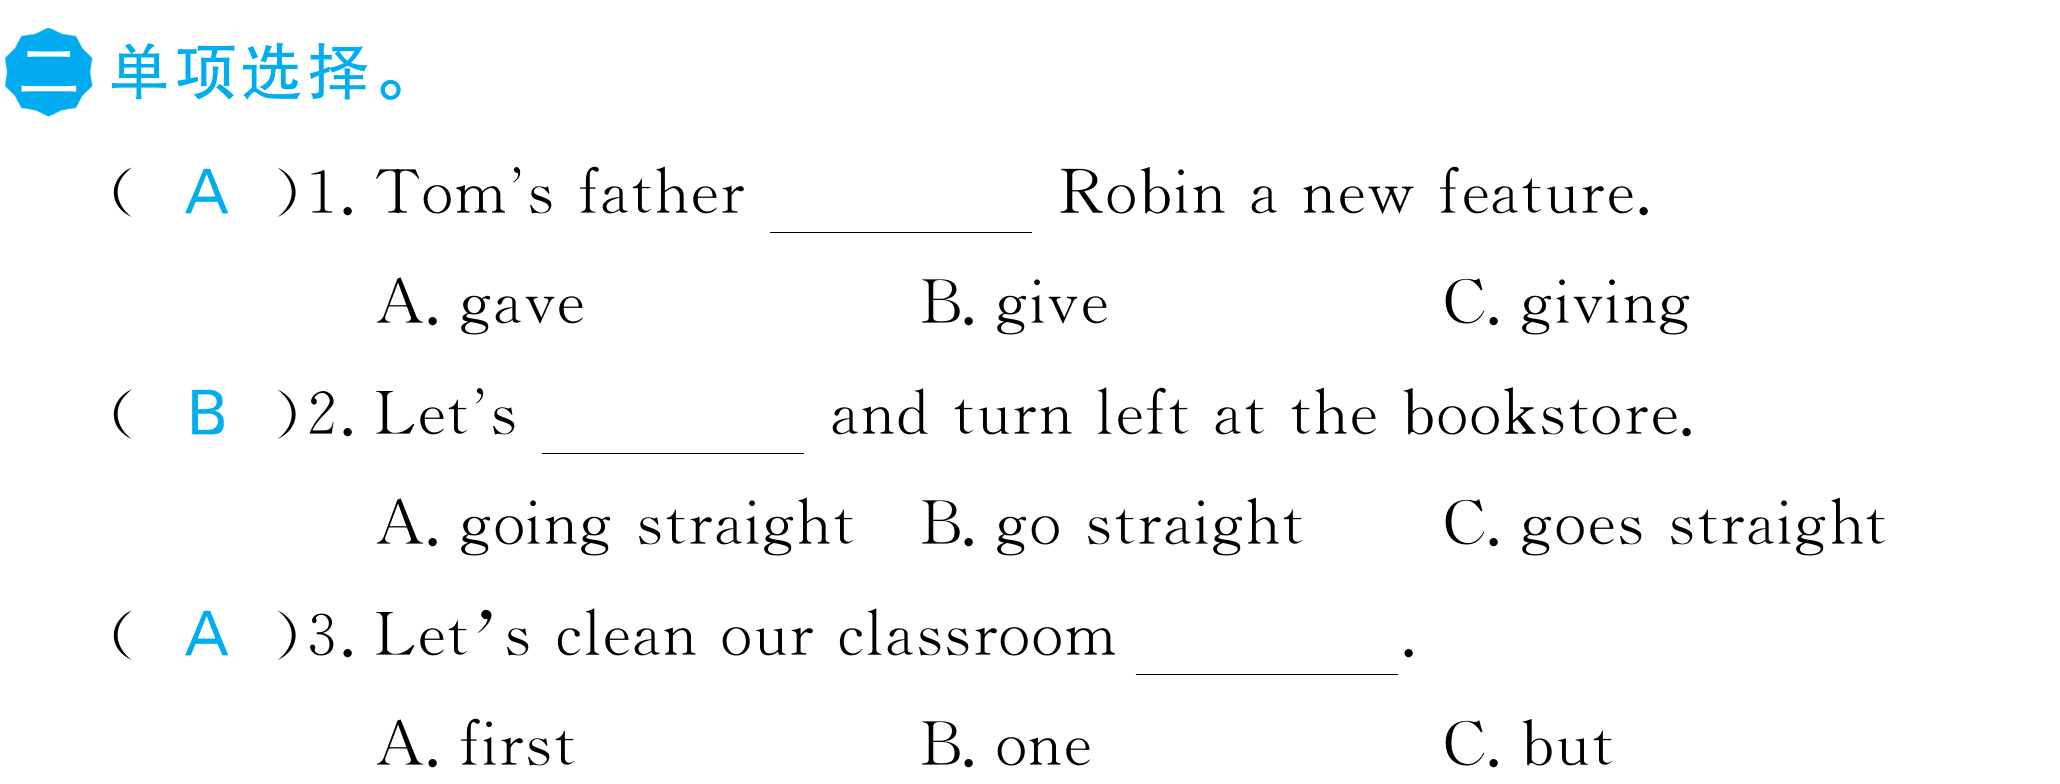 二 单项选择。
( A )1. Tom's father ________ Robin a new feature.
A. gave B. give C. giving
( B )2. Let's ________ and turn left at the bookstore.
A. going straight B. go straight C. goes straight
( A )3. Let's clean our classroom ________.
A. first B. one C. but